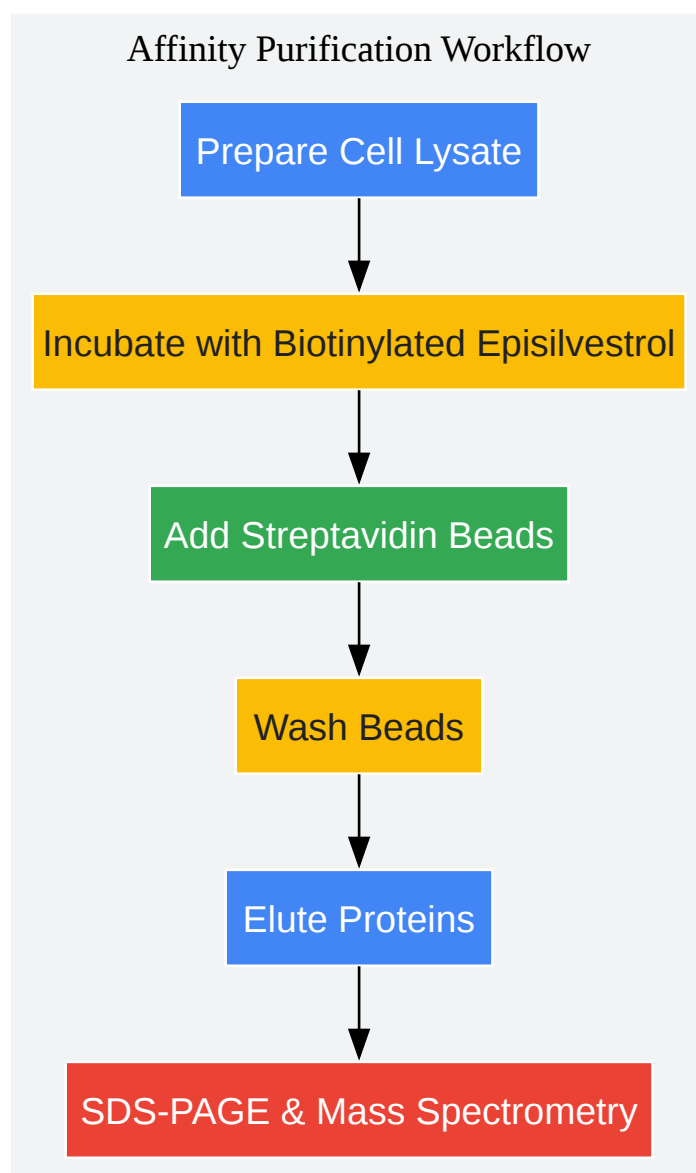 Affinity Purification Workflow
Prepare Cell Lysate
Incubate with Biotinylated Episilvestrol
Add Streptavidin Beads
Wash Beads
Elute Proteins
SDS-PAGE & Mass Spectrometry